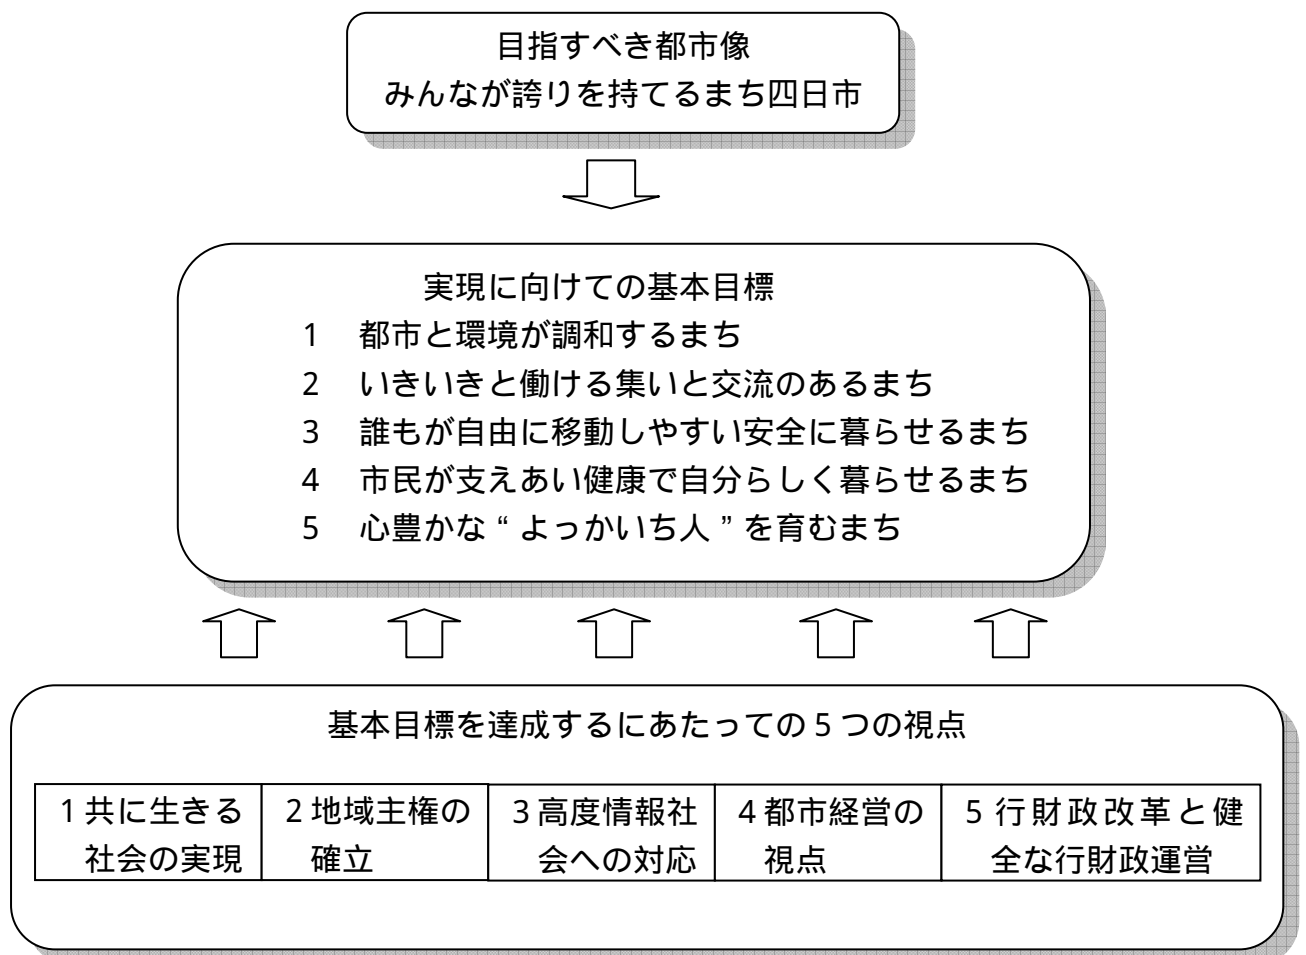 目指すべき都市像
みんなが誇りを持てるまち四日市
実現に向けての基本目標
1 都市と環境が調和するまち
2 いきいきと働ける集いと交流のあるまち
3 誰もが自由に移動しやすい安全に暮らせるまち
4 市民が支えあい健康で自分らしく暮らせるまち
5 心豊かな“よっかいち人”を育むまち
基本目標を達成するにあたっての5つの視点
1共に生きる
社会の実現
2地域主権の
確立
3高度情報社
会への対応
4都市経営の
視点
5 行財政改革と健
全な行財政運営